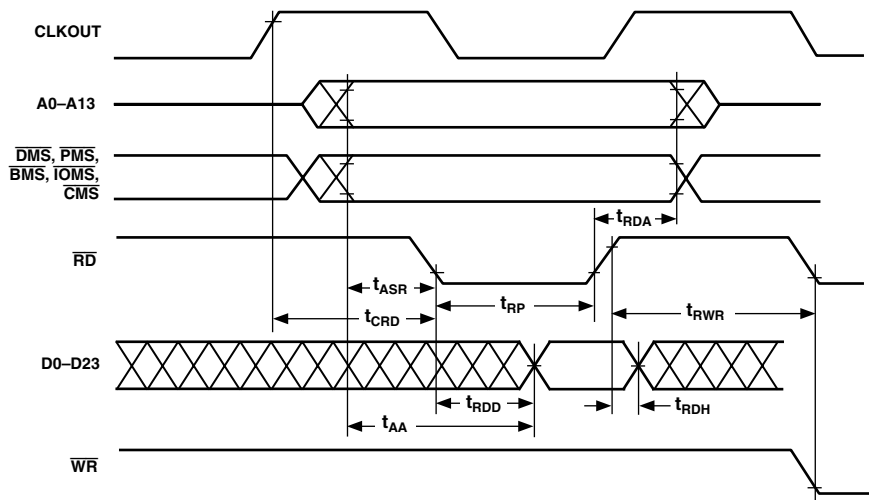 CLKOUT
A0–A13
DMS, PMS,
BMS, IOMS,
CMS
tRDA
RD
tASR
tRP
tCRD
tRWR
D0–D23
tRDD
tRDH
tAA
WR